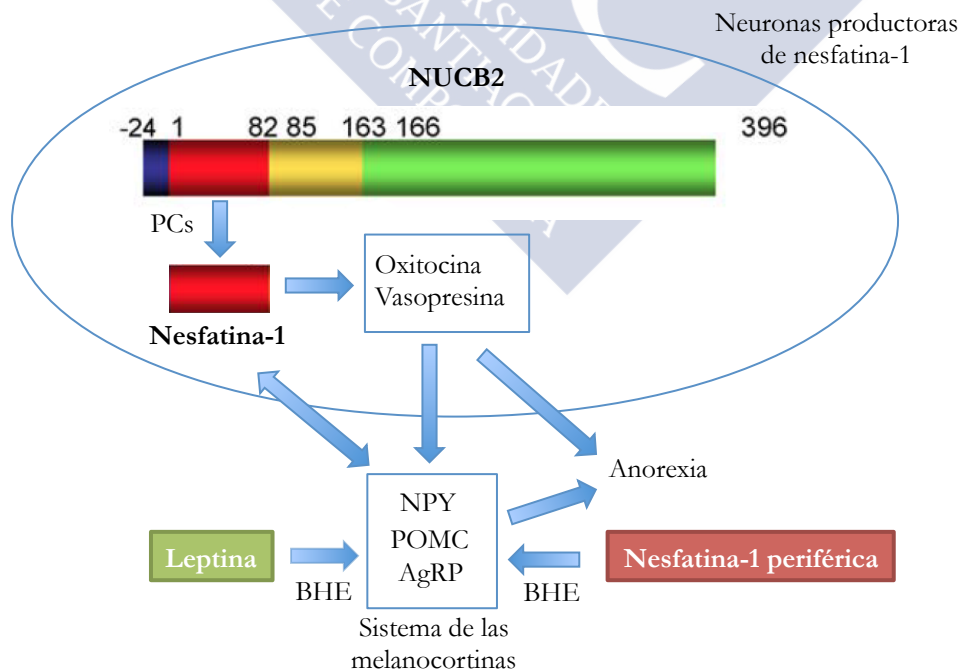 Neuronas productoras
de nesfatina-1
NUCB2
-24 1 82 85 163 166 396
PCs
Oxitocina
Vasopresina
Nesfatina-1
Anorexia
NPY
POMC
AgRP
Leptina
BHE
Nesfatina-1 periférica
BHE
Sistema de las
melanocortinas